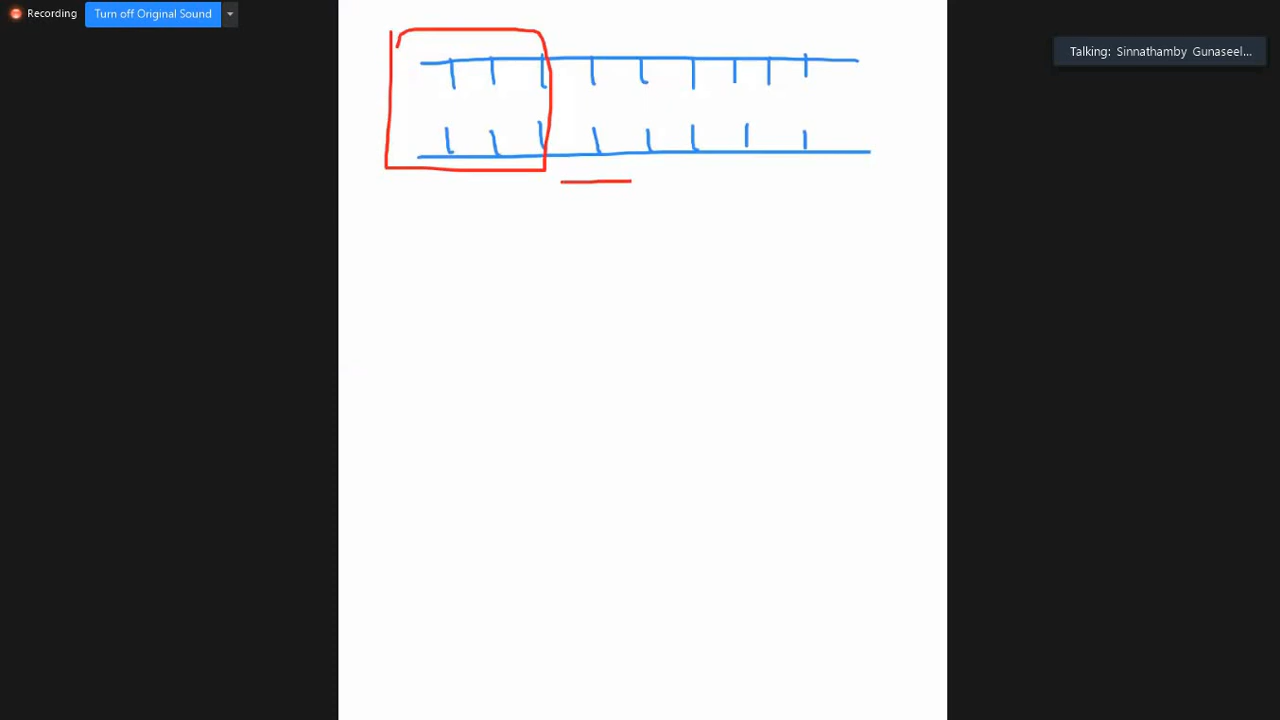 Recording
Turn off Original Sound
Talking: Sinnathamby Gunaseel...